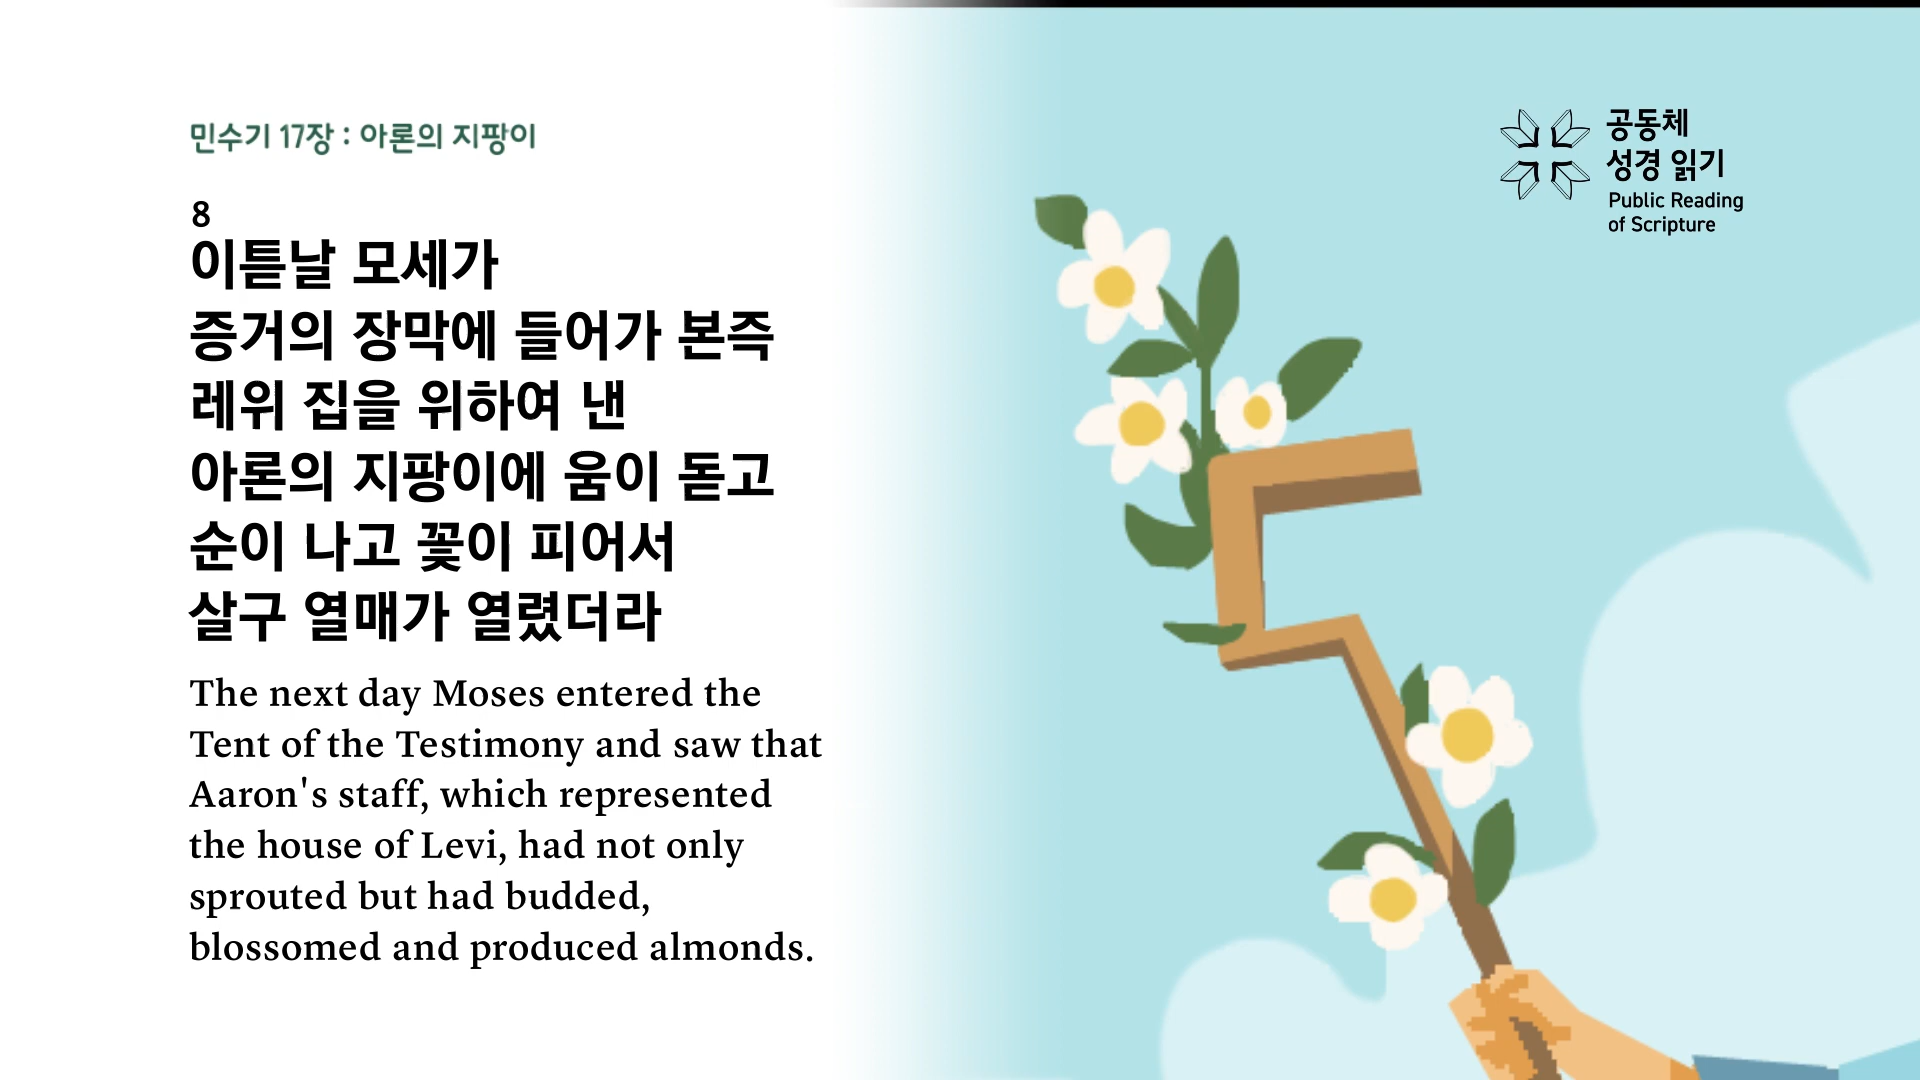 민수기 17장 : 아론의 지팡이
8
이튿날 모세가
증거의 장막에 들어가 본즉
레위 집을 위하여 낸
아론의 지팡이에 움이 돋고
순이 나고 꽃이 피어서
살구 열매가 열렸더라
The next day Moses entered the
Tent of the Testimony and saw that
Aaron's staff, which represented
the house of Levi, had not only
sprouted but had budded,
blossomed and produced almonds.
공동체
성경 읽기
Public Reading
of Scripture